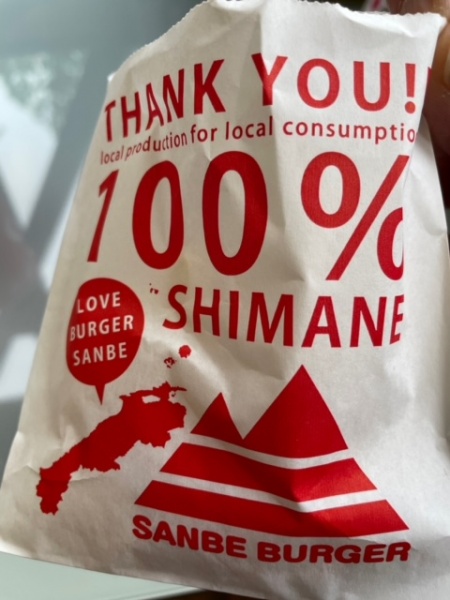 THANK YOU!
local production for local consumptio
100%
SHIMANE
LOVE
BURGER
SANBE
SANBE BURGER